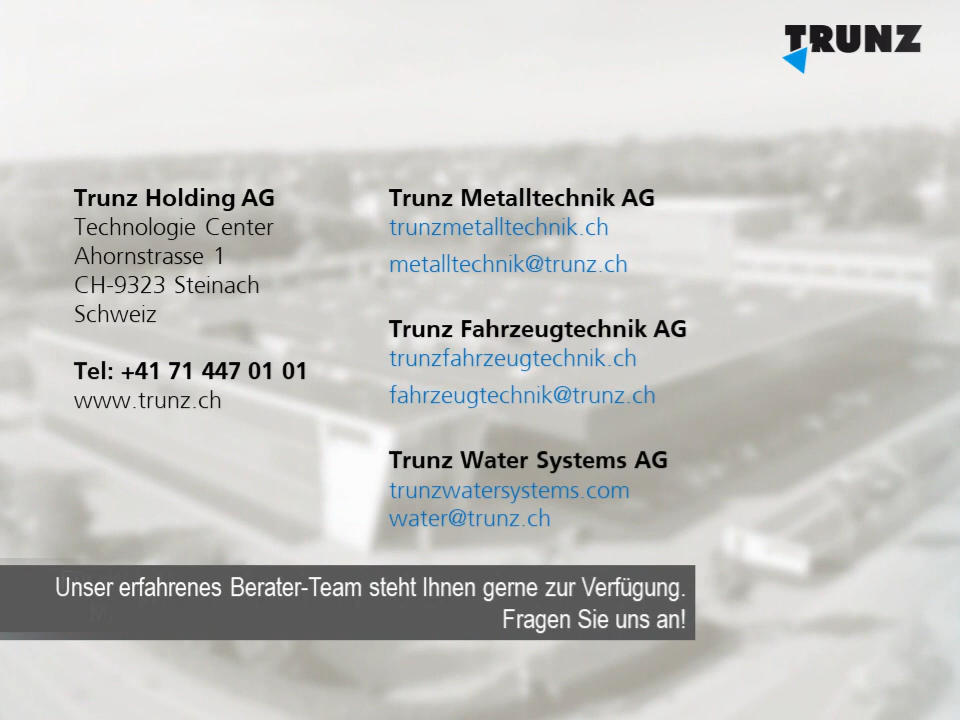 TRUNZ
Trunz Holding AG
Technologie Center
Ahornstrasse 1
CH-9323 Steinach
Schweiz
Tel: +41 71 447 01 01
www.trunz.ch
Trunz Metalltechnik AG
trunzmetalltechnik.ch
metalltechnik@trunz.ch
Trunz Fahrzeugtechnik AG
trunzfahrzeugtechnik.ch
fahrzeugtechnik@trunz.ch
Trunz Water Systems AG
trunzwatersystems.com
water@trunz.ch
Unser erfahrenes Berater-Team steht Ihnen gerne zur Verfügung.
Fragen Sie uns an!